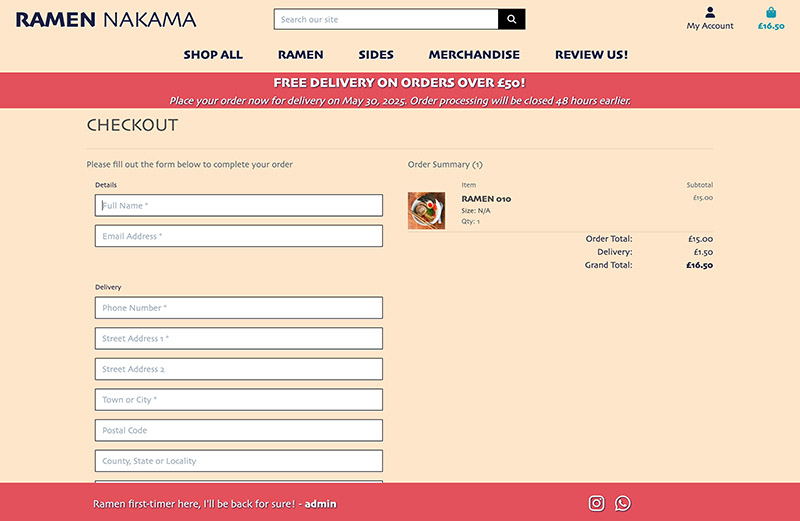 RAMEN NAKAMA
Search our site
My Account
£16.50
SHOP ALL
RAMEN
SIDES
MERCHANDISE
REVIEW US!
FREE DELIVERY ON ORDERS OVER £50!
Place your order now for delivery on May 30, 2025. Order processing will be closed 48 hours earlier.
CHECKOUT
Please fill out the form below to complete your order
Details
Full Name *
Email Address *
Delivery
Phone Number *
Street Address 1 *
Street Address 2
Town or City *
Postal Code
County, State or Locality
Order Summary (1)
Item
Subtotal
RAMEN 010
£15.00
Size: N/A
Qty: 1
Order Total: £15.00
Delivery: £1.50
Grand Total: £16.50
Ramen first-timer here, I'll be back for sure! - admin